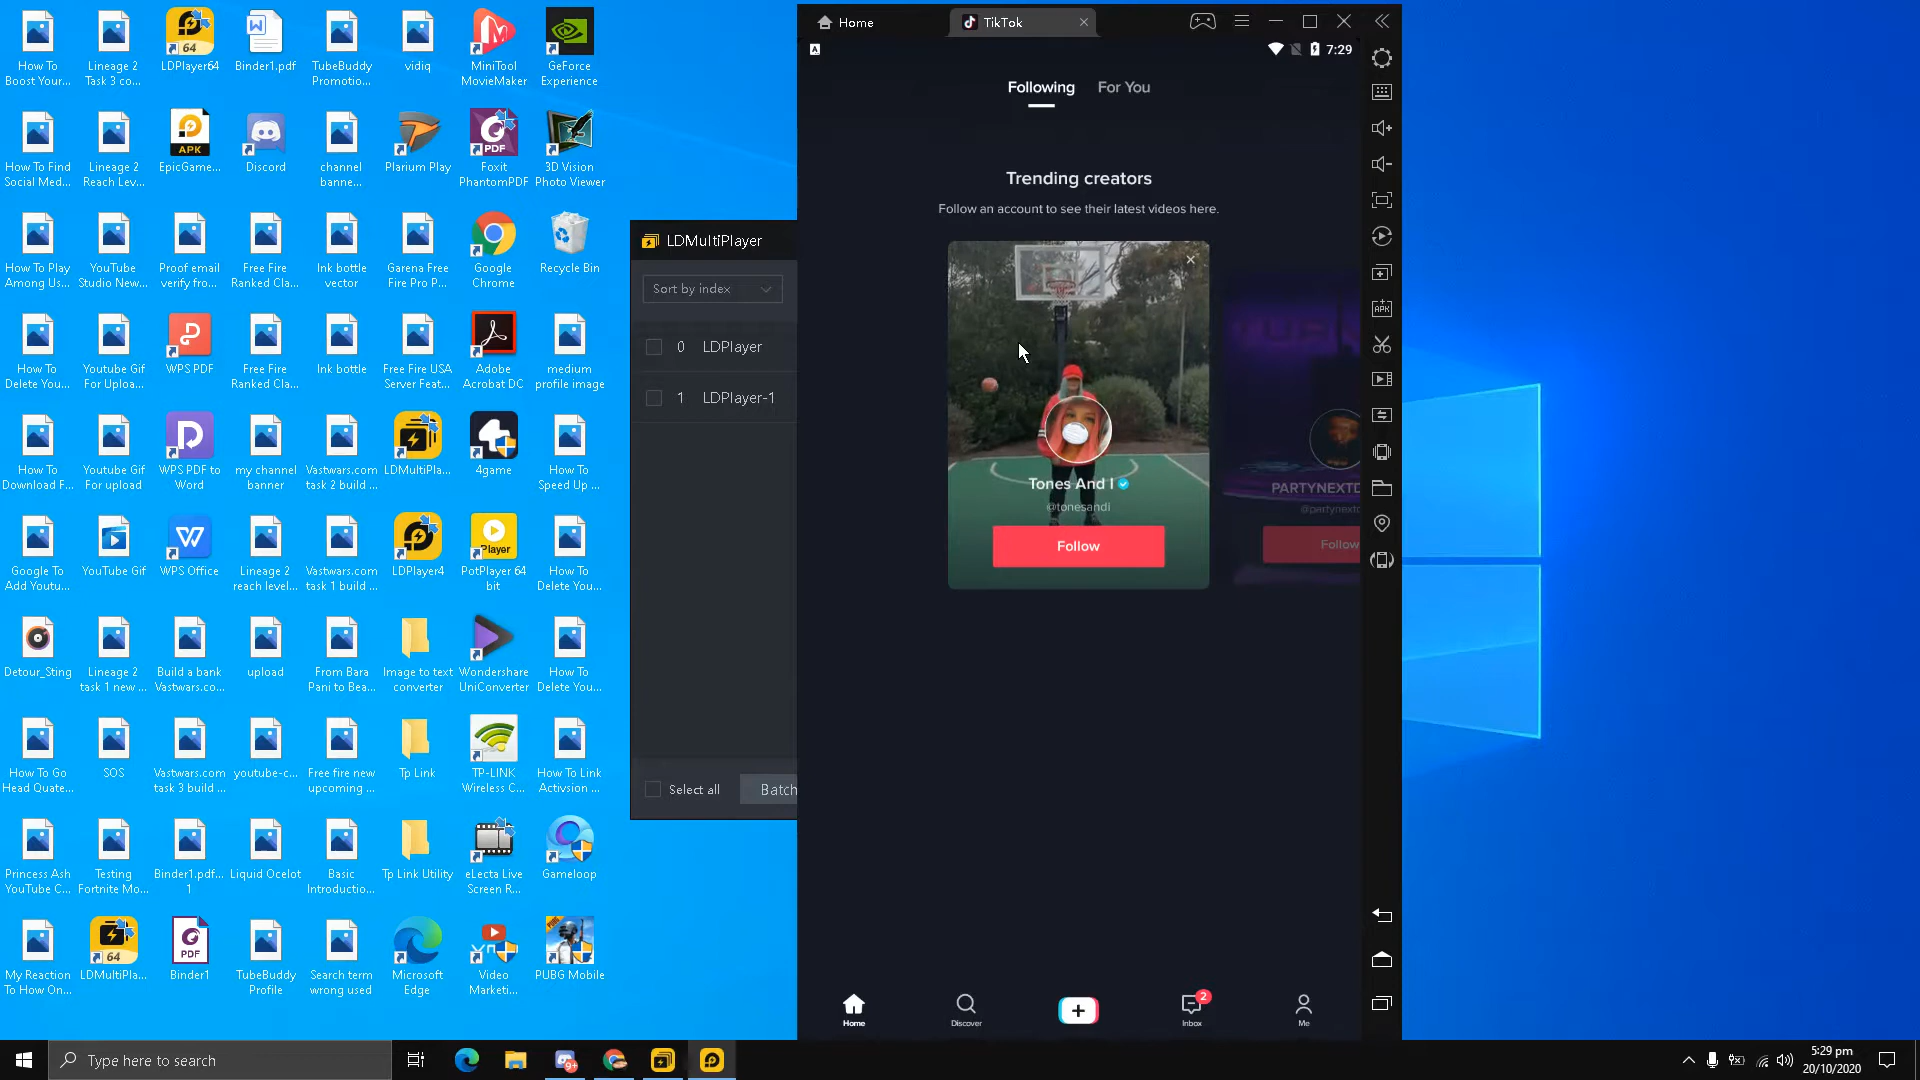 How To
Boost Your...
Lineage 2
Task 3 co...
64
LDPlayer64
Binder1.pdf
TubeBuddy
Promotio...
vidiq
MiniTool
MovieMaker
GeForce
Experience
How To Find
Social Med...
Lineage 2
Reach Lev...
APK
EpicGame...
Discord
channel
banne...
Plarium Play
PDF
Foxit
PhantomPDF
3D Vision
Photo Viewer
How To Play
Among Us...
YouTube
Studio New...
Proof email
verify fro...
Free Fire
Ranked Cla...
Ink bottle
vector
Garena Free
Fire Pro P...
Google
Chrome
Recycle Bin
How To
Delete You...
Youtube Gif
For Uploa...
WPS PDF
Free Fire
Ranked Cla...
Ink bottle
Free Fire USA
Server Feat...
Adobe
Acrobat DC
medium
profile image
How To
Download F...
Youtube Gif
For upload
WPS PDF to
Word
my channel
banner
Vastwars.com
task 2 build ...
LDMultiPla...
4game
How To
Speed Up ...
Google To
Add Youtu...
YouTube Gif
WPS Office
Lineage 2
reach level...
Vastwars.com
task 1 build ...
LDPlayer4
Player
PotPlayer 64
bit
How To
Delete You...
Detour_Sting
Lineage 2
task 1 new ...
Build a bank
Vastwars.co...
upload
From Bara
Pani to Bea...
Image to text
converter
Wondershare
UniConverter
How To
Delete You...
How To Go
Head Quate...
SOS
Vastwars.com
task 3 build ...
youtube-c...
Free fire new
upcoming ...
Tp Link
TP-LINK
Wireless C...
How To Link
Activsion ...
Princess Ash
YouTube C...
Testing
Fortnite Mo...
Binder1.pdf...
1
Liquid Ocelot
Basic
Introductio...
Tp Link Utility
eLecta Live
Screen R...
Gameloop
My Reaction
To How On...
64
LDMultiPla...
PDF
Binder1
TubeBuddy
Profile
Search term
wrong used
Microsoft
Edge
Video
Marketi...
PUBG Mobile
LDMultiPlayer
Sort by index
0 LDPlayer
1 LDPlayer-1
Select all
Batch
Home
TikTok
7:29
Following
For You
Trending creators
Follow an account to see their latest videos here.
Tones And I
@tonesandi
Follow
PARTYNEXTD
@partynextd
Follow
APK
Home
Discover
2
Inbox
Me
Type here to search
9+
5:29 pm
20/10/2020